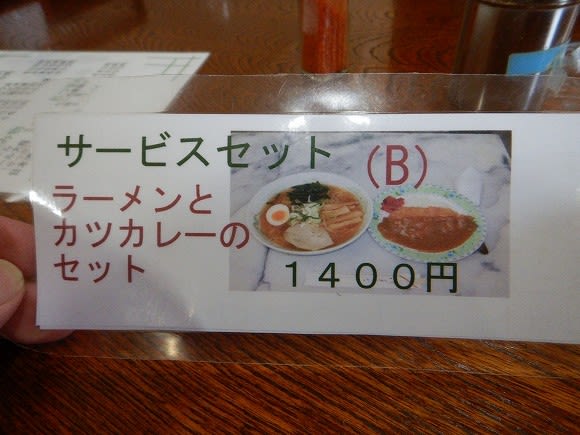 サービスセット（B）
ラーメンと
カツカレーの
セット
１４００円